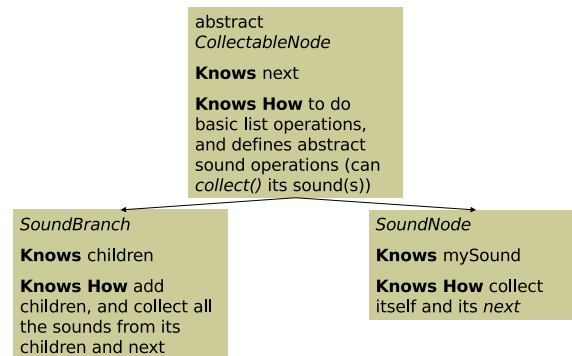 abstract
CollectableNode
Knows next
Knows How to do
basic list operations,
and defines abstract
sound operations (can
collect() its sound(s))
SoundBranch
Knows children
Knows How add
children, and collect all
the sounds from its
children and next
SoundNode
Knows mySound
Knows How collect
itself and its next